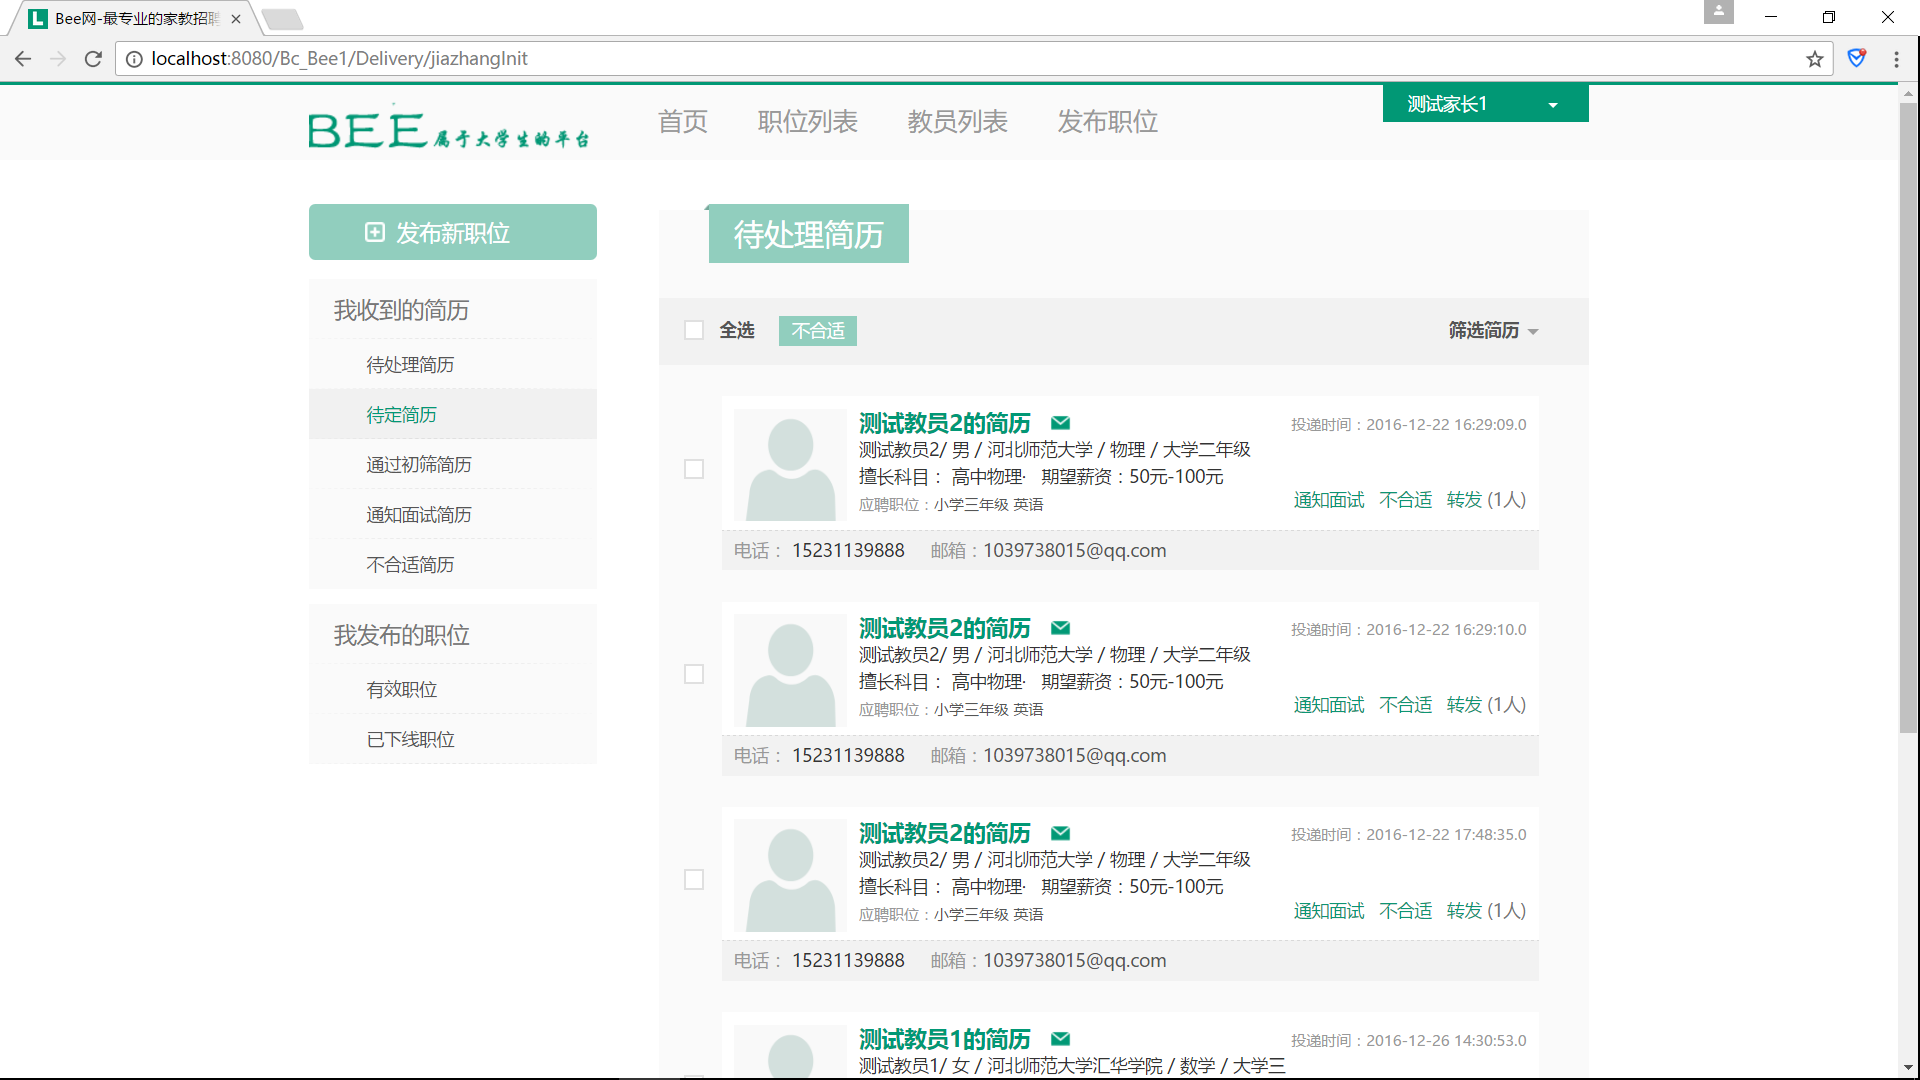 Bee网-最专业的家教招聘
localhost:8080/Bc_Bee1/Delivery/jiazhangInit
BEE 属于大学生的平台
首页 职位列表 教员列表 发布职位
测试家长1
发布新职位
我收到的简历
待处理简历
待定简历
通过初筛简历
通知面试简历
不合适简历
我发布的职位
有效职位
已下线职位
待处理简历
全选 不合适 筛选简历
测试教员2的简历 投递时间：2016-12-22 16:29:09.0
测试教员2/ 男 / 河北师范大学 / 物理 / 大学二年级
擅长科目： 高中物理· 期望薪资：50元-100元
应聘职位：小学三年级 英语
通知面试 不合适 转发 (1人)
电话： 15231139888 邮箱：1039738015@qq.com
测试教员2的简历 投递时间：2016-12-22 16:29:10.0
测试教员2/ 男 / 河北师范大学 / 物理 / 大学二年级
擅长科目： 高中物理· 期望薪资：50元-100元
应聘职位：小学三年级 英语
通知面试 不合适 转发 (1人)
电话： 15231139888 邮箱：1039738015@qq.com
测试教员2的简历 投递时间：2016-12-22 17:48:35.0
测试教员2/ 男 / 河北师范大学 / 物理 / 大学二年级
擅长科目： 高中物理· 期望薪资：50元-100元
应聘职位：小学三年级 英语
通知面试 不合适 转发 (1人)
电话： 15231139888 邮箱：1039738015@qq.com
测试教员1的简历 投递时间：2016-12-26 14:30:53.0
测试教员1/ 女 / 河北师范大学汇华学院 / 数学 / 大学三